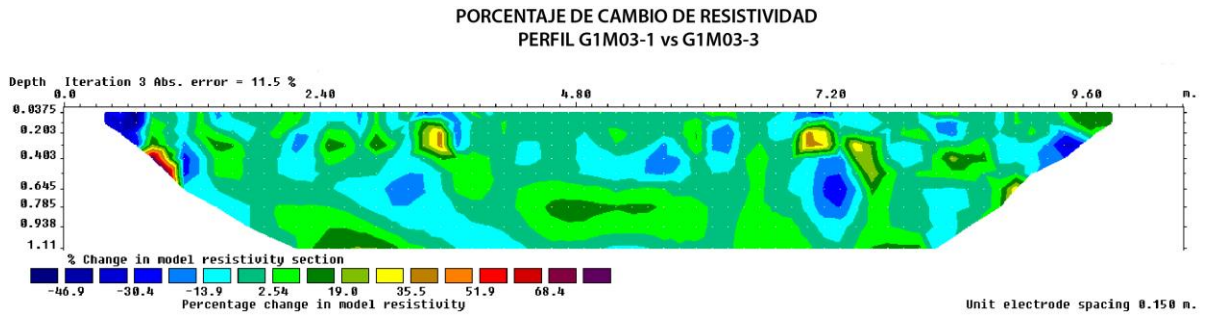 PORCENTAJE DE CAMBIO DE RESISTIVIDAD
PERFIL G1M03-1 vs G1M03-3
Depth Iteration 3 Abs. error = 11.5 %
0.0 2.40 4.80 7.20 9.60 m.
0.0375
0.203
0.403
0.645
0.785
0.938
1.11
% Change in model resistivity section
-46.9 -30.4 -13.9 2.54 19.0 35.5 51.9 68.4
Percentage change in model resistivity Unit electrode spacing 0.150 m.